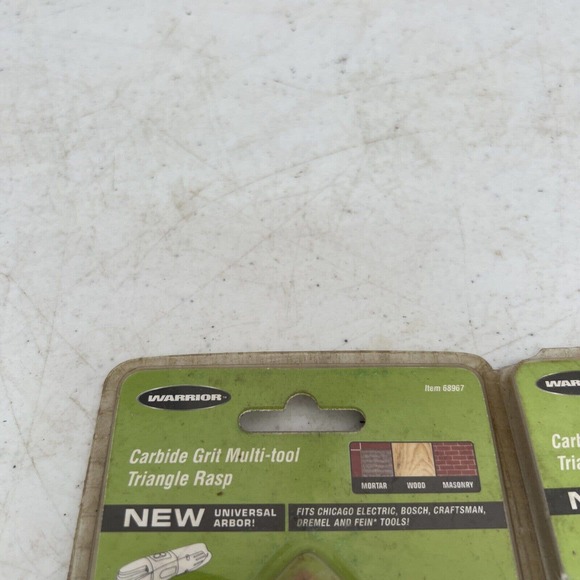 WARRIOR
Item 68967
Carbide Grit Multi-tool
Triangle Rasp
MORTAR WOOD MASONRY
NEW UNIVERSAL
ARBOR!
FITS CHICAGO ELECTRIC, BOSCH, CRAFTSMAN,
DREMEL AND FEIN* TOOLS!
WAR
Carb
Tria
N